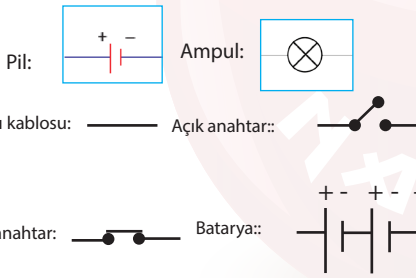 + –
Pil:
Ampul:
kablosu:
Açık anahtar::
+ - + -
anahtar:
Batarya::